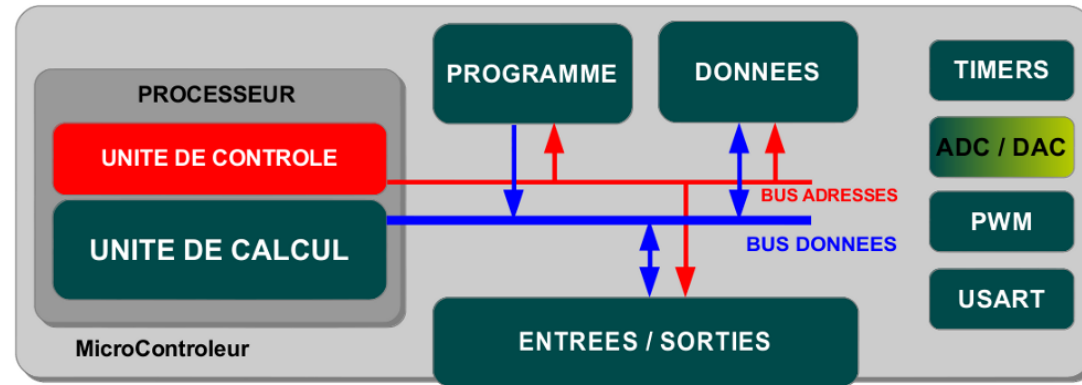 PROCESSEUR
UNITE DE CONTROLE
UNITE DE CALCUL
MicroControleur
PROGRAMME
DONNEES
BUS ADRESSES
BUS DONNEES
ENTREES / SORTIES
TIMERS
ADC / DAC
PWM
USART